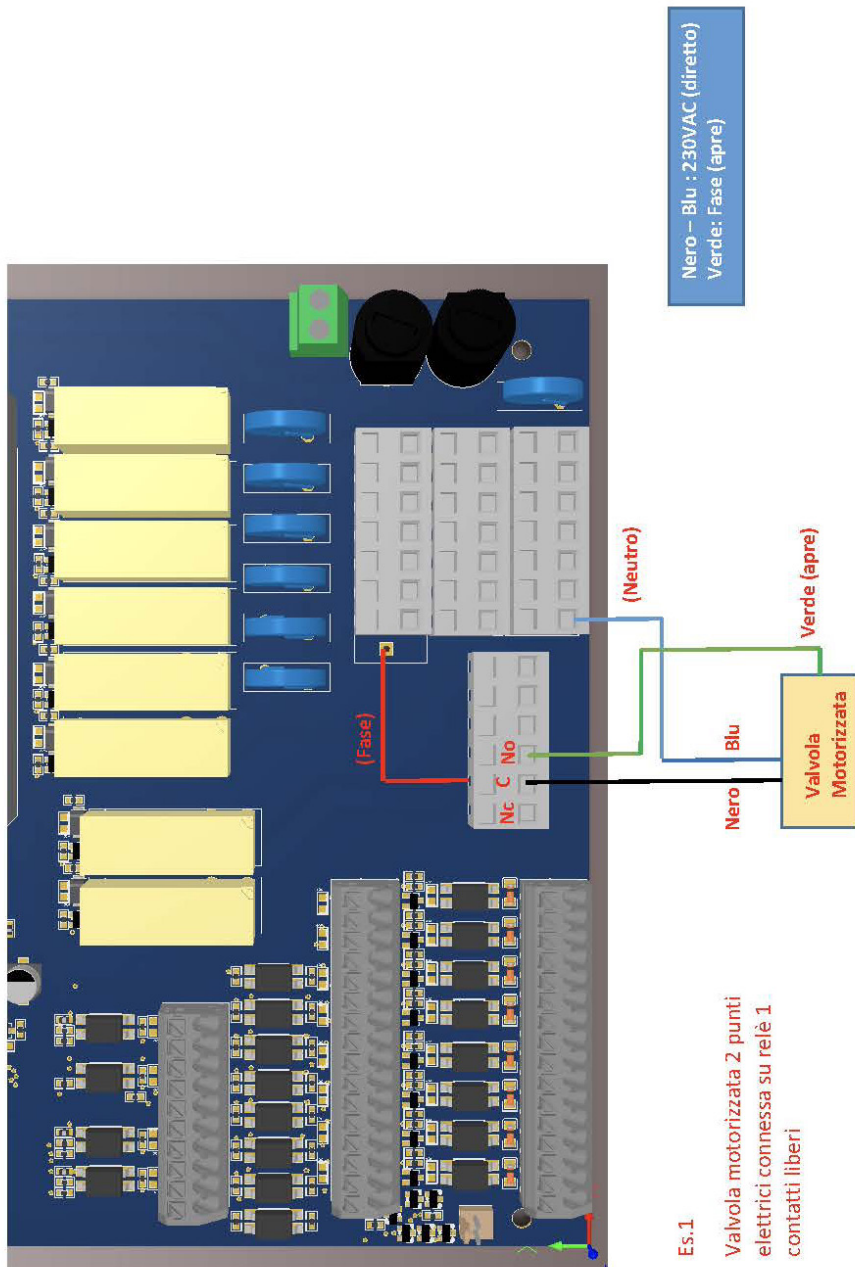 Nero – Blu : 230VAC (diretto)
Verde: Fase (apre)
(Fase)
Nc C No
(Neutro)
Verde (apre)
Nero
Blu
Valvola
Motorizzata
Es.1
Valvola motorizzata 2 punti
elettrici connessa su relè 1
contatti liberi